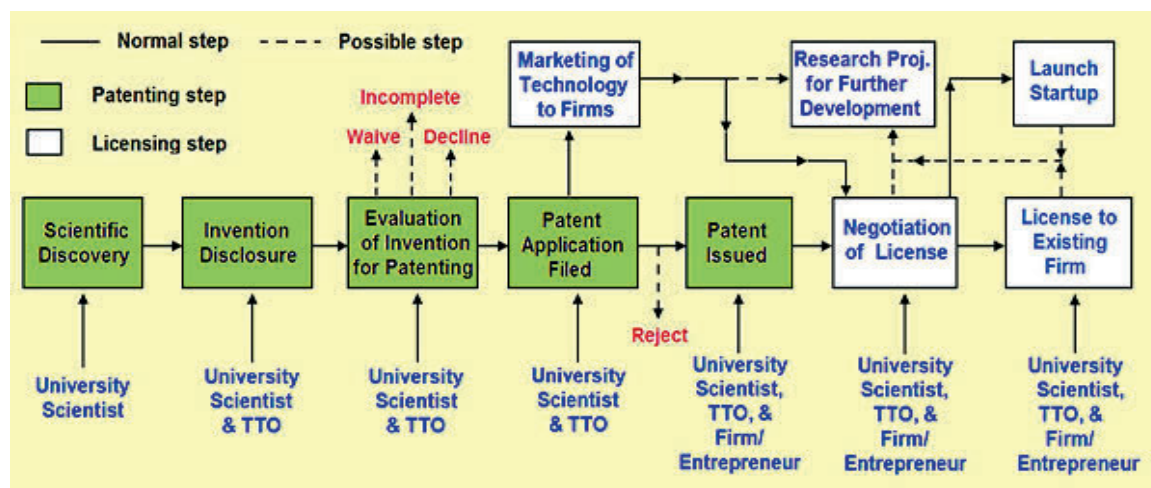 Normal step
Possible step
Patenting step
Licensing step
Incomplete
Waive
Decline
Marketing of
Technology
to Firms
Research Proj.
for Further
Development
Launch
Startup
Scientific
Discovery
Invention
Disclosure
Evaluation
of Invention
for Patenting
Patent
Application
Filed
Patent
Issued
Negotiation
of License
License to
Existing
Firm
Reject
University
Scientist
University
Scientist
& TTO
University
Scientist
& TTO
University
Scientist
& TTO
University
Scientist,
TTO, &
Firm/
Entrepreneur
University
Scientist,
TTO, &
Firm/
Entrepreneur
University
Scientist,
TTO, &
Firm/
Entrepreneur